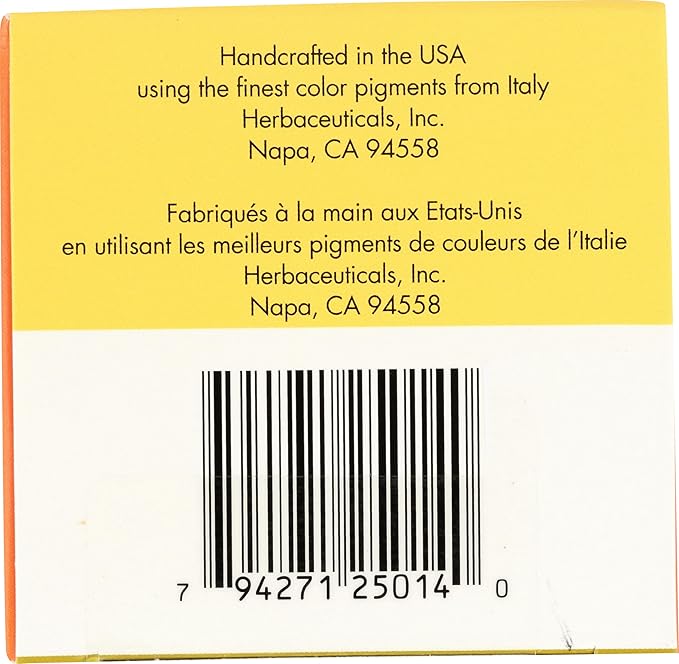 Handcrafted in the USA
using the finest color pigments from Italy
Herbaceuticals, Inc.
Napa, CA 94558
Fabriqués à la main aux Etats-Unis
en utilisant les meilleurs pigments de couleurs de l'Italie
Herbaceuticals, Inc.
Napa, CA 94558
7 94271 25014 0